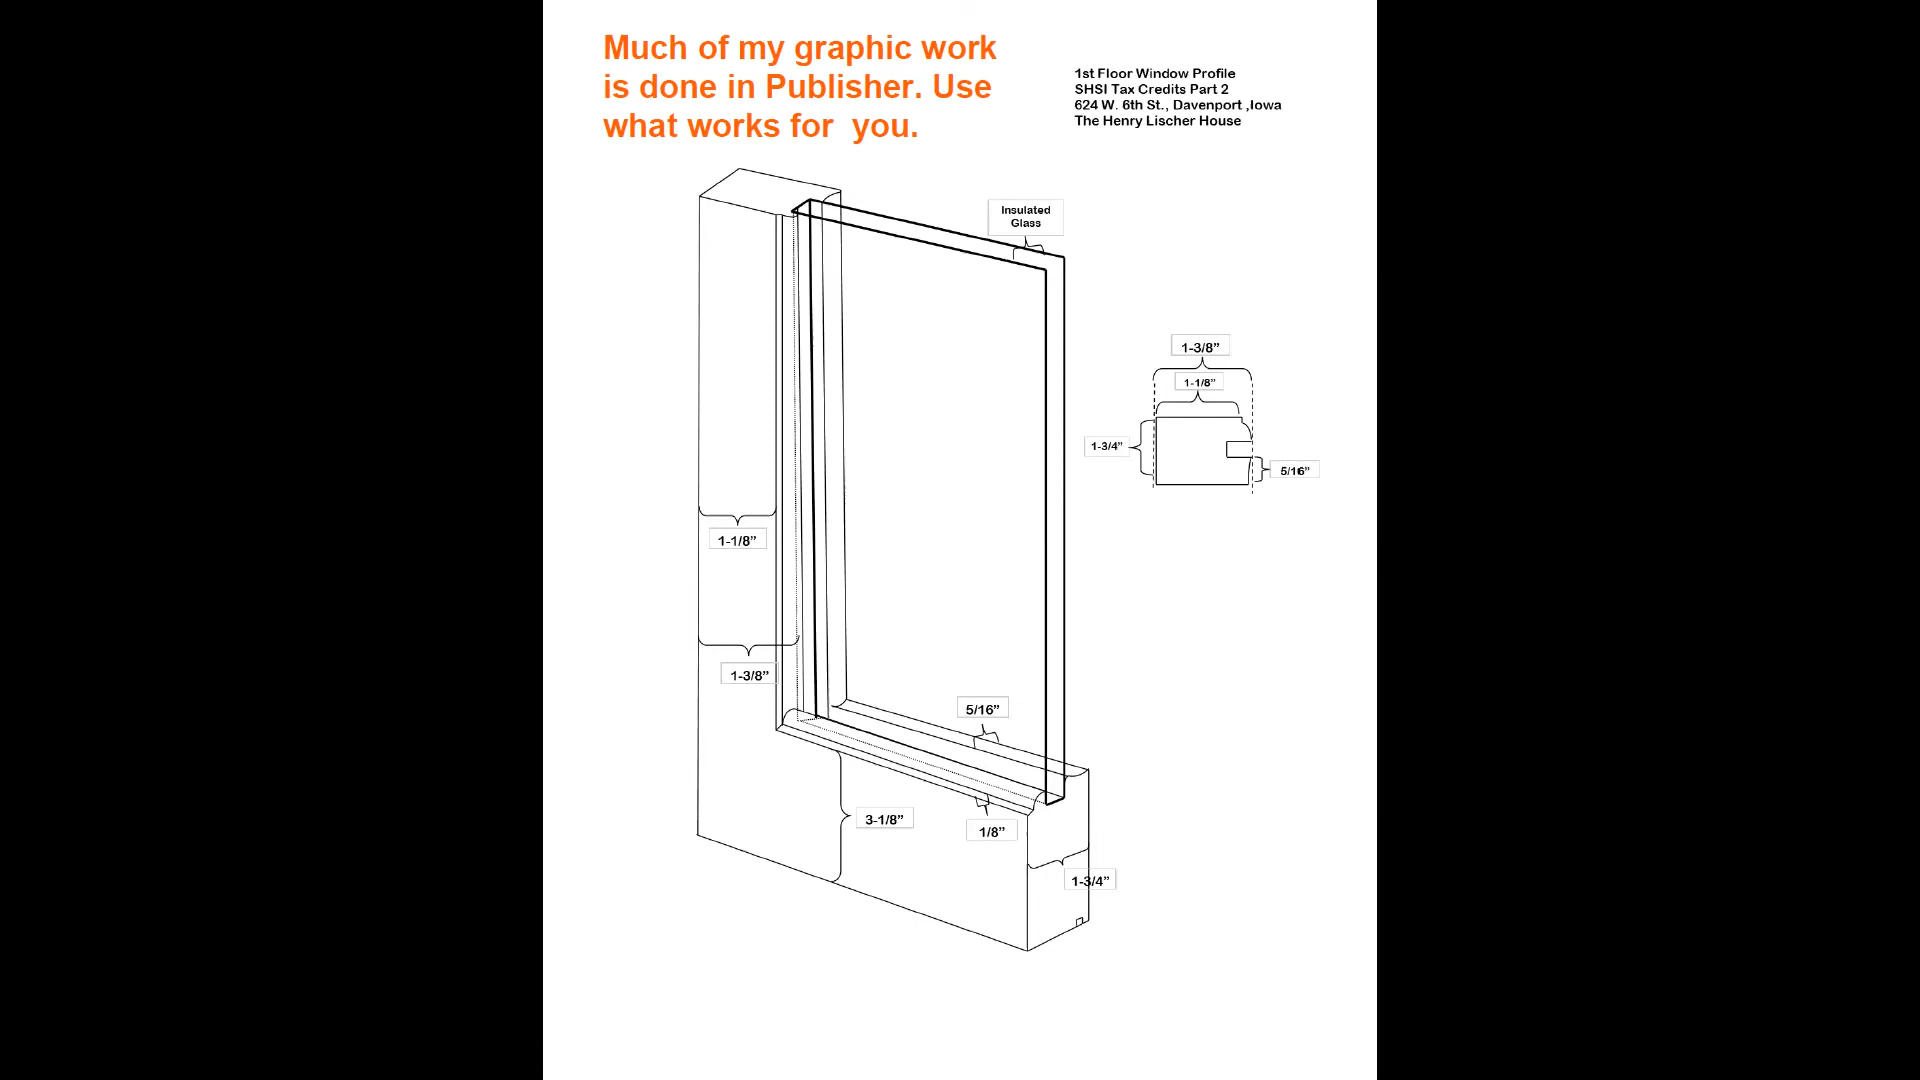 Much of my graphic work
is done in Publisher. Use
what works for  you.
1st Floor Window Profile
SHSI Tax Credits Part 2
624 W. 6th St., Davenport ,Iowa
The Henry Lischer House
Insulated
Glass
1-3/8”
1-1/8”
1-3/4”
5/16”
1-1/8”
1-3/8”
5/16”
3-1/8”
1/8”
1-3/4”